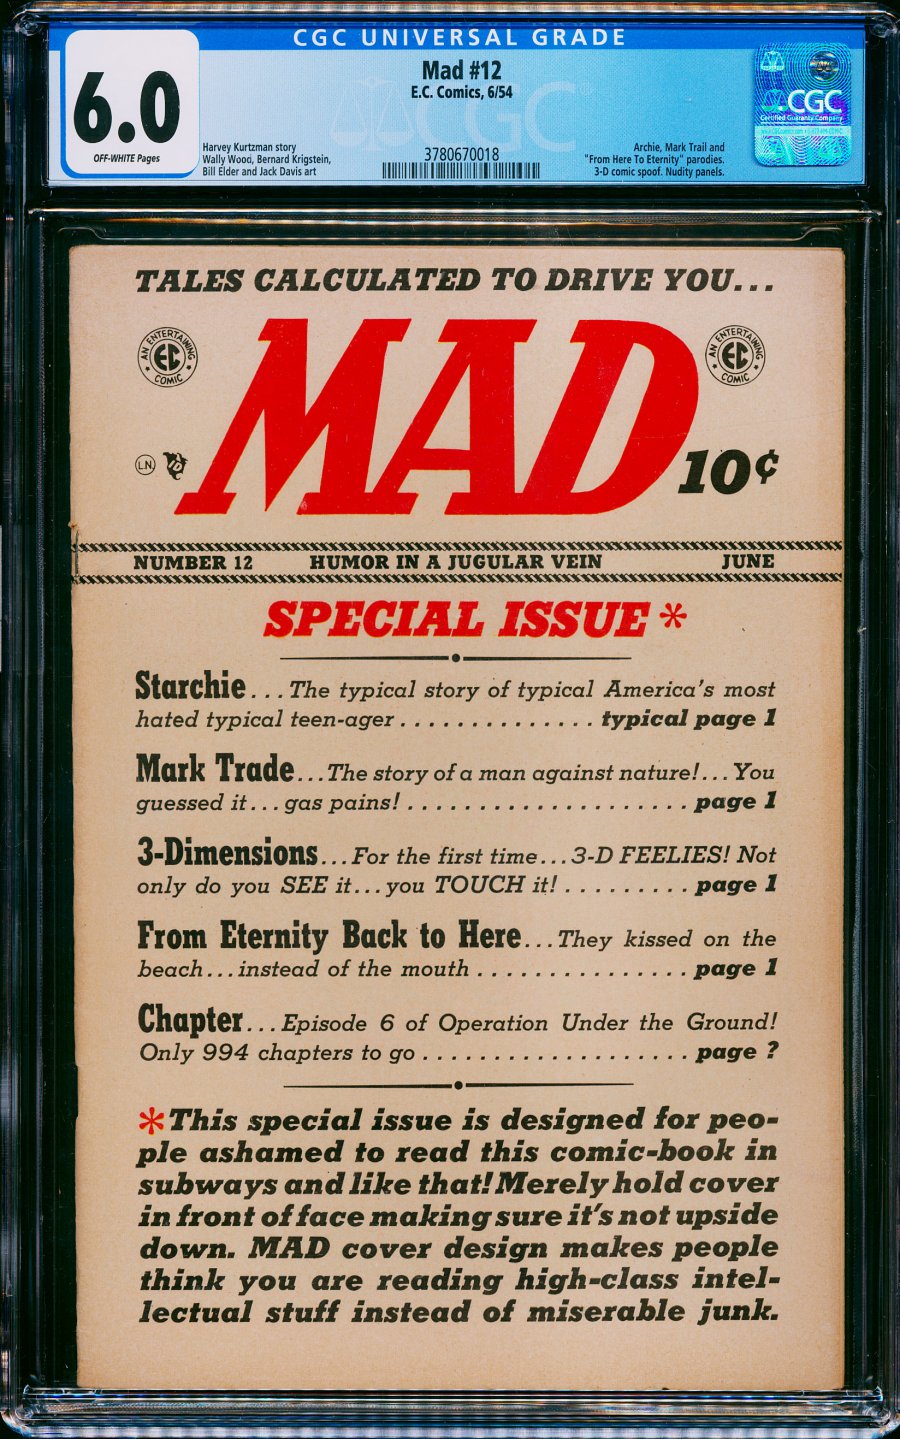 CGC UNIVERSAL GRADE
6.0
OFF-WHITE Pages
Mad #12
E.C. Comics, 6/54
Harvey Kurtzman story
Wally Wood, Bernard Krigstein,
Bill Elder and Jack Davis art
3780670018
Archie, Mark Trail and
"From Here To Eternity" parodies.
3-D comic spoof. Nudity panels.
CGC
Certified Guaranty Company
TALES CALCULATED TO DRIVE YOU...
AN ENTERTAINING
EC
COMIC
MAD
AN ENTERTAINING
EC
COMIC
L.N.
10¢
NUMBER 12 HUMOR IN A JUGULAR VEIN JUNE
SPECIAL ISSUE *
Starchie... The typical story of typical America's most
hated typical teen-ager.............. typical page 1
Mark Trade...The story of a man against nature!...You
guessed it...gas pains!.................... page 1
3-Dimensions...For the first time...3-D FEELIES! Not
only do you SEE it...you TOUCH it!......... page 1
From Eternity Back to Here...They kissed on the
beach...instead of the mouth............... page 1
Chapter...Episode 6 of Operation Under the Ground!
Only 994 chapters to go................... page ?
*This special issue is designed for peo-
ple ashamed to read this comic-book in
subways and like that! Merely hold cover
in front of face making sure it's not upside
down. MAD cover design makes people
think you are reading high-class intel-
lectual stuff instead of miserable junk.